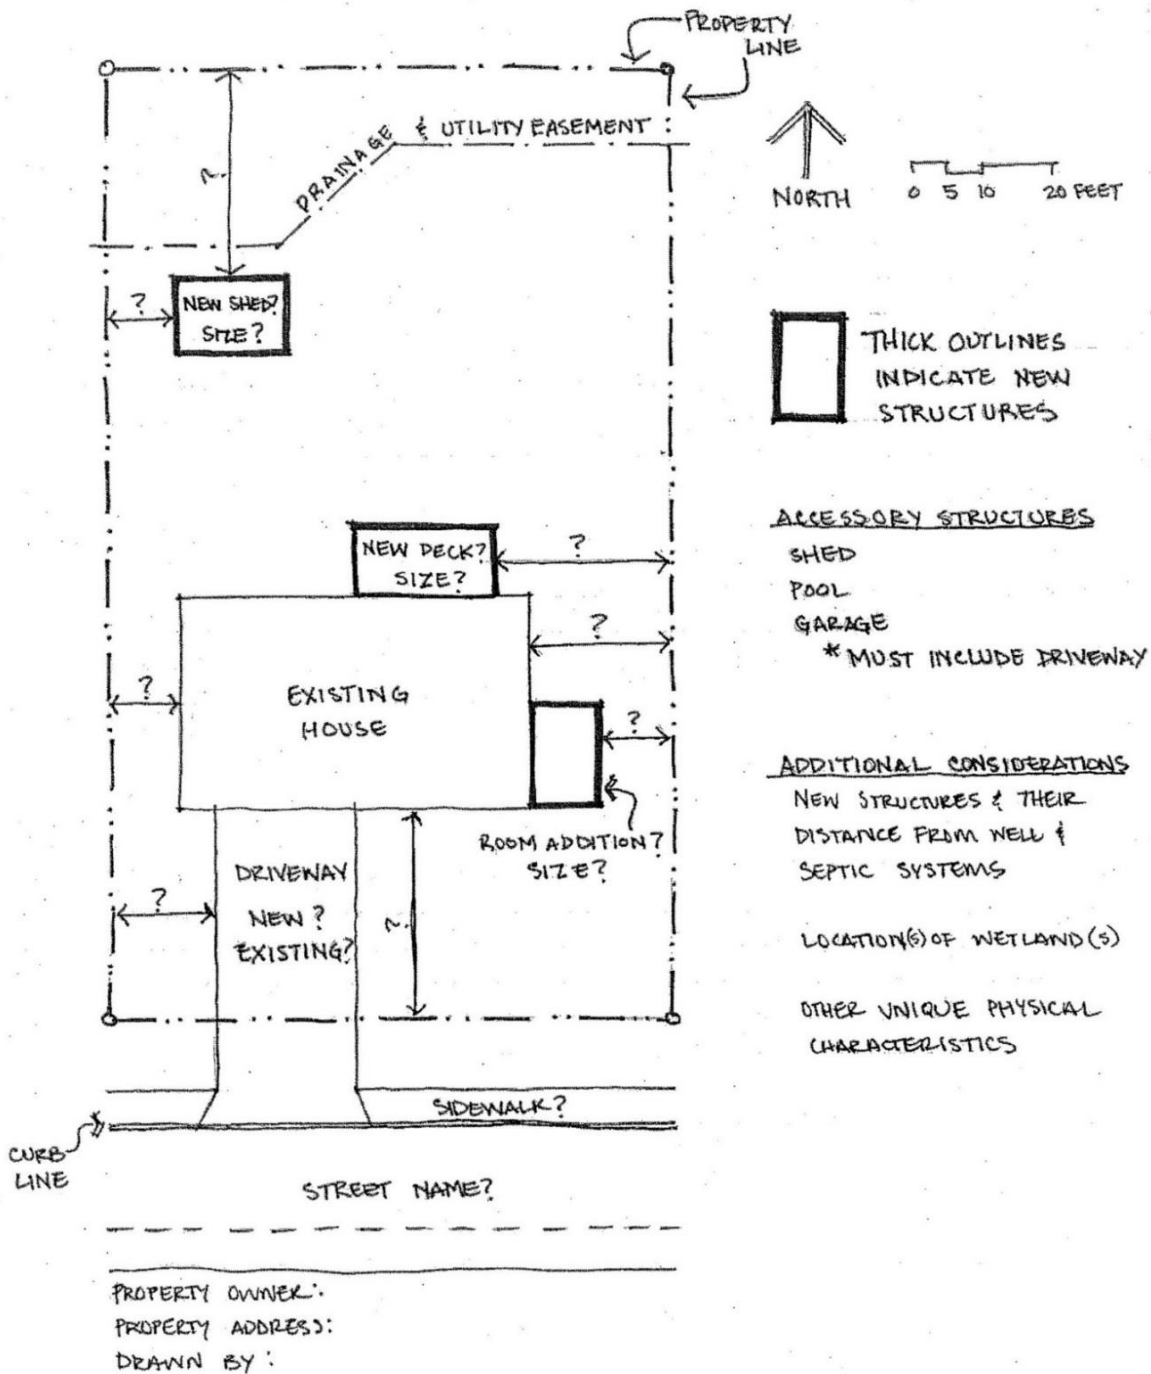 PROPERTY
LINE
DRAINAGE & UTILITY EASEMENT
NORTH
0 5 10 20 FEET
?
?
NEW SHED?
SIZE?
THICK OUTLINES
INDICATE NEW
STRUCTURES
ACCESSORY STRUCTURES
SHED
POOL
GARAGE
* MUST INCLUDE DRIVEWAY
NEW DECK?
SIZE?
?
?
?
EXISTING
HOUSE
?
ROOM ADDITION?
SIZE?
ADDITIONAL CONSIDERATIONS
NEW STRUCTURES & THEIR
DISTANCE FROM WELL &
SEPTIC SYSTEMS
LOCATION(S) OF WETLAND(S)
OTHER UNIQUE PHYSICAL
CHARACTERISTICS
DRIVEWAY
NEW?
EXISTING?
?
?
SIDEWALK?
CURB
LINE
STREET NAME?
PROPERTY OWNER:
PROPERTY ADDRESS:
DRAWN BY: